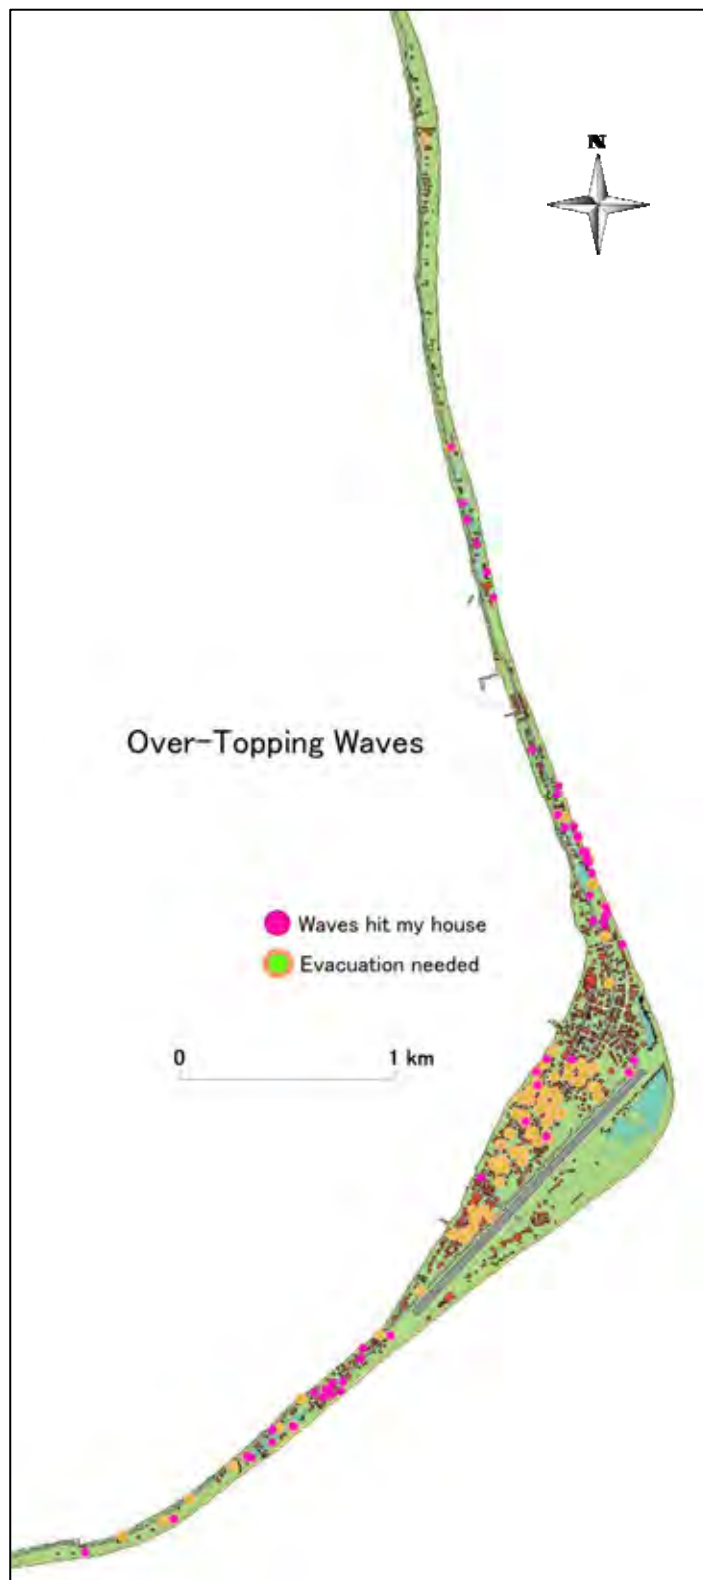 N
Over-Topping Waves
Waves hit my house
Evacuation needed
0 1 km